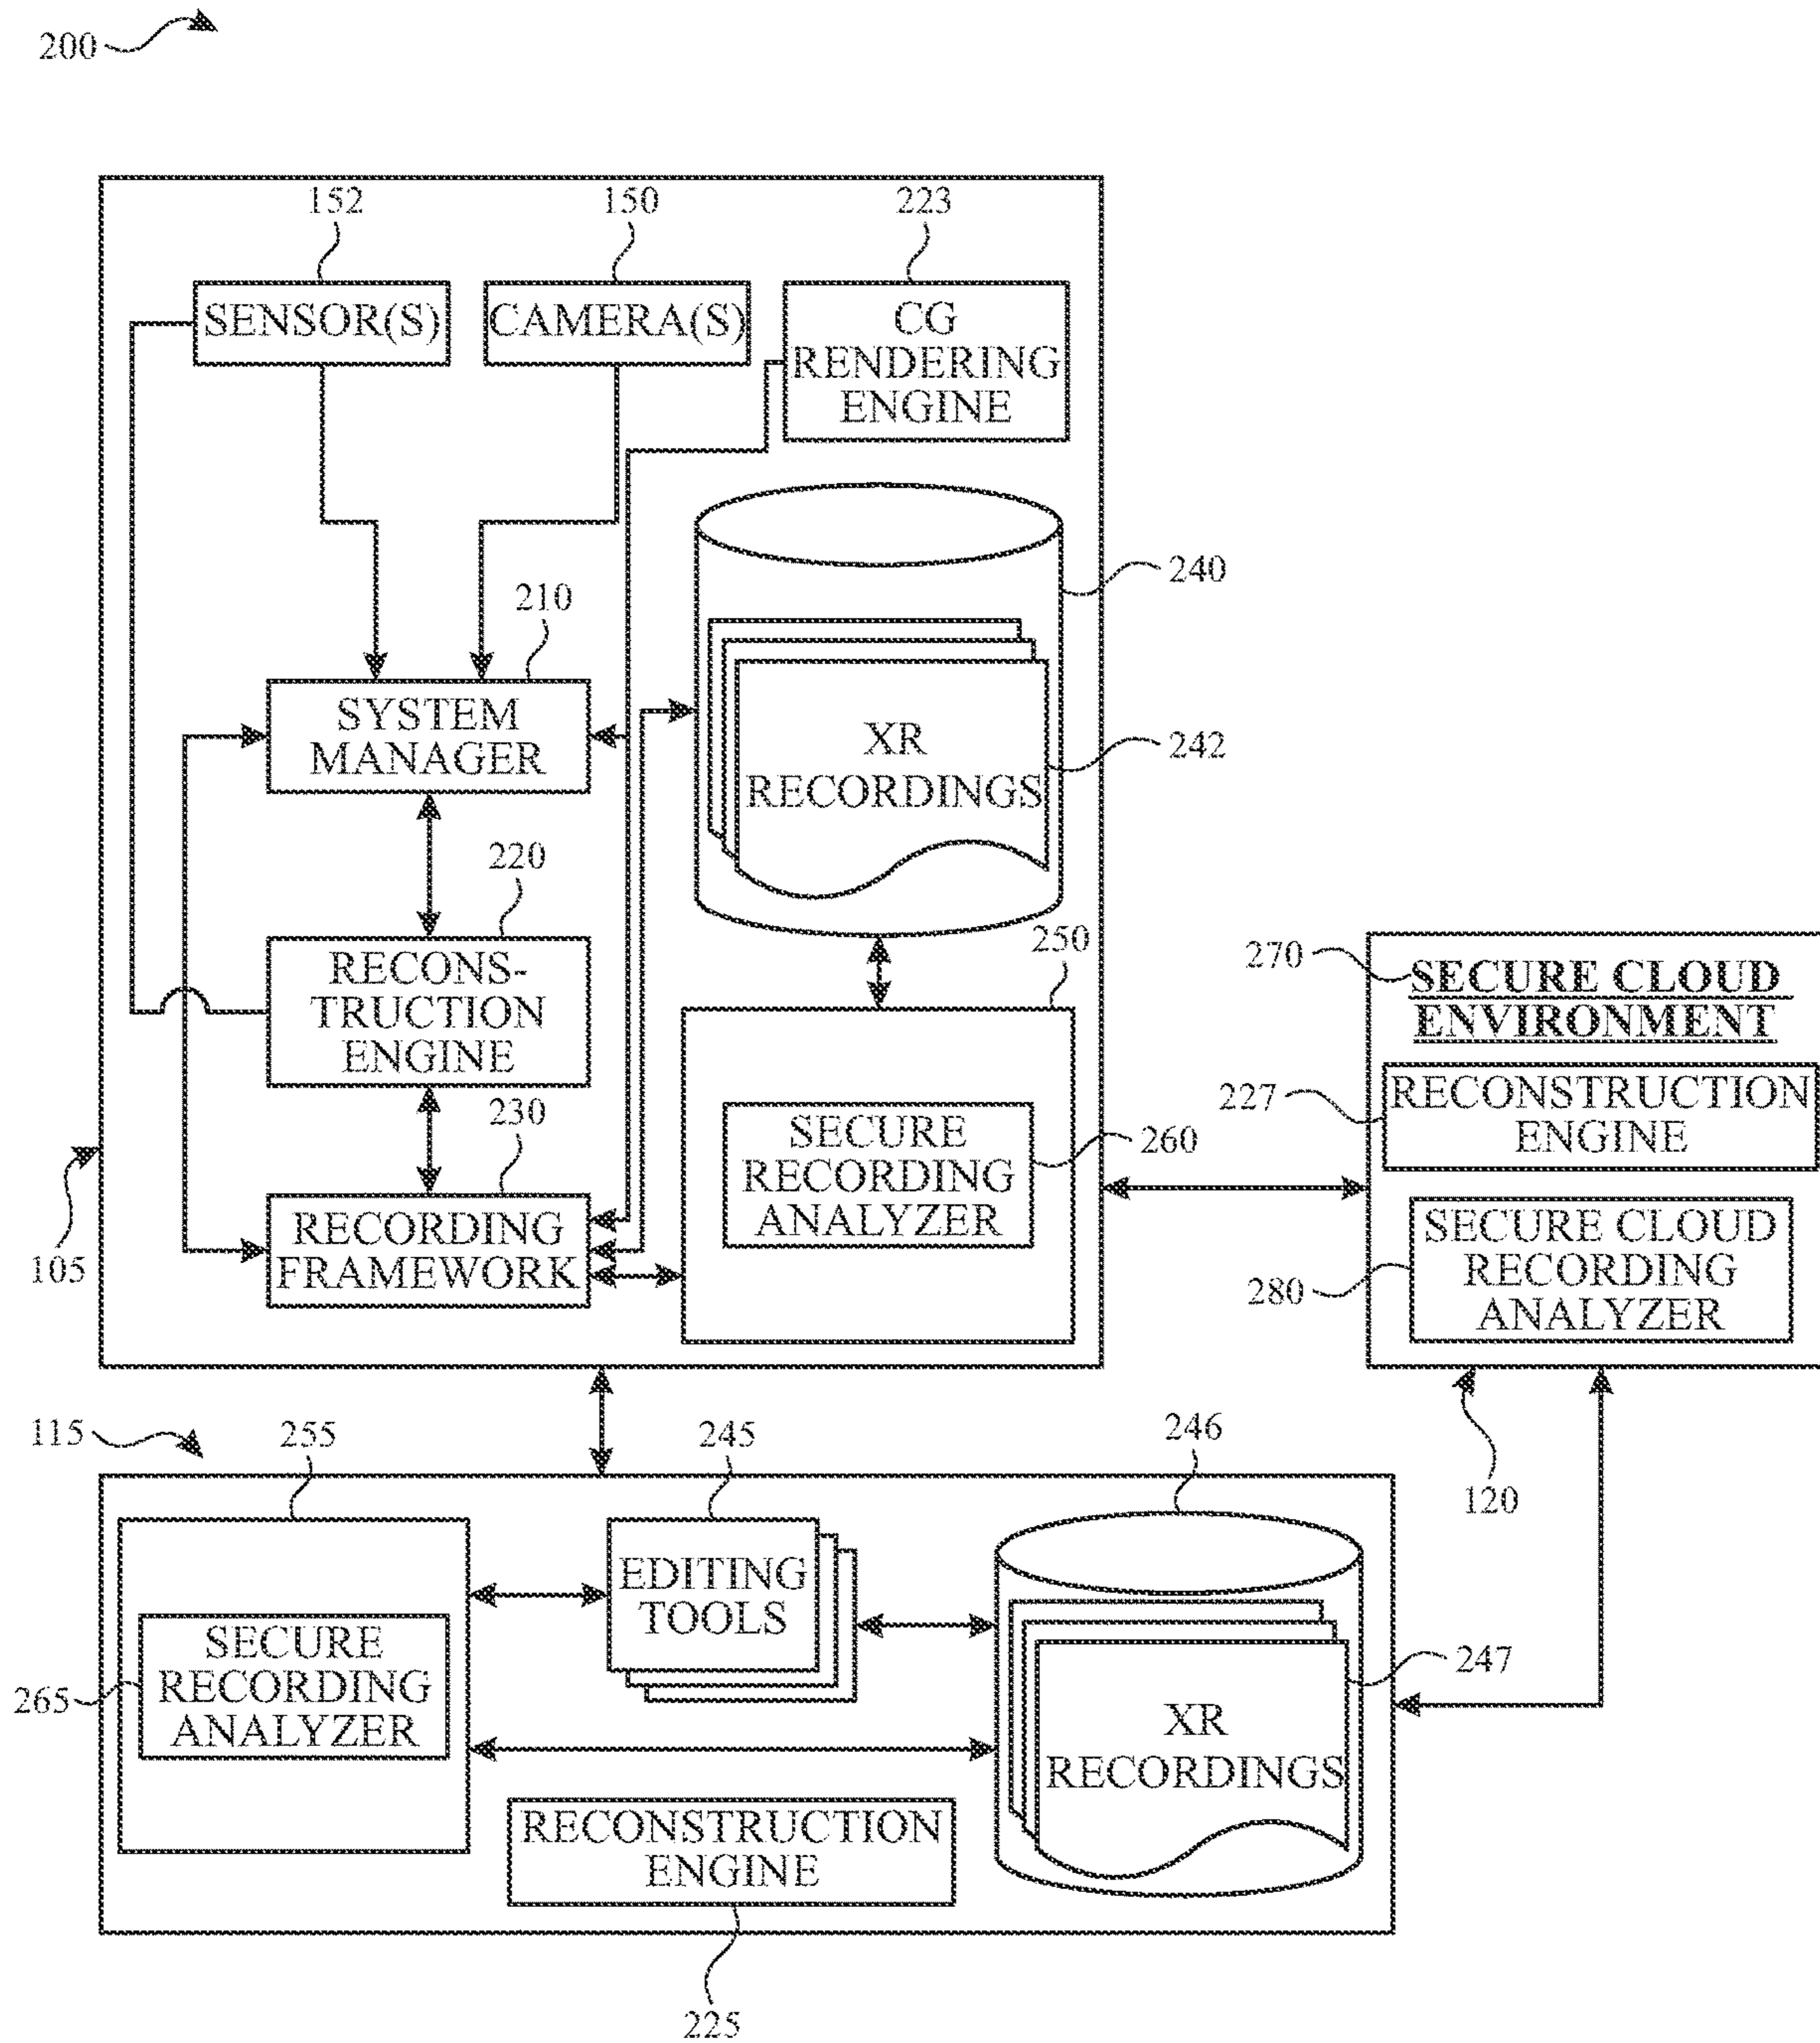 200
152
150
223
SENSOR(S)
CAMERA(S)
CG
RENDERING
ENGINE
240
210
SYSTEM
MANAGER
XR
RECORDINGS
242
220
RECONS-
TRUCTION
ENGINE
250
270
SECURE CLOUD
ENVIRONMENT
227
RECONSTRUCTION
ENGINE
230
SECURE
RECORDING
ANALYZER
260
RECORDING
FRAMEWORK
105
280
SECURE CLOUD
RECORDING
ANALYZER
120
115
255
245
246
EDITING
TOOLS
SECURE
RECORDING
ANALYZER
265
247
XR
RECORDINGS
RECONSTRUCTION
ENGINE
225